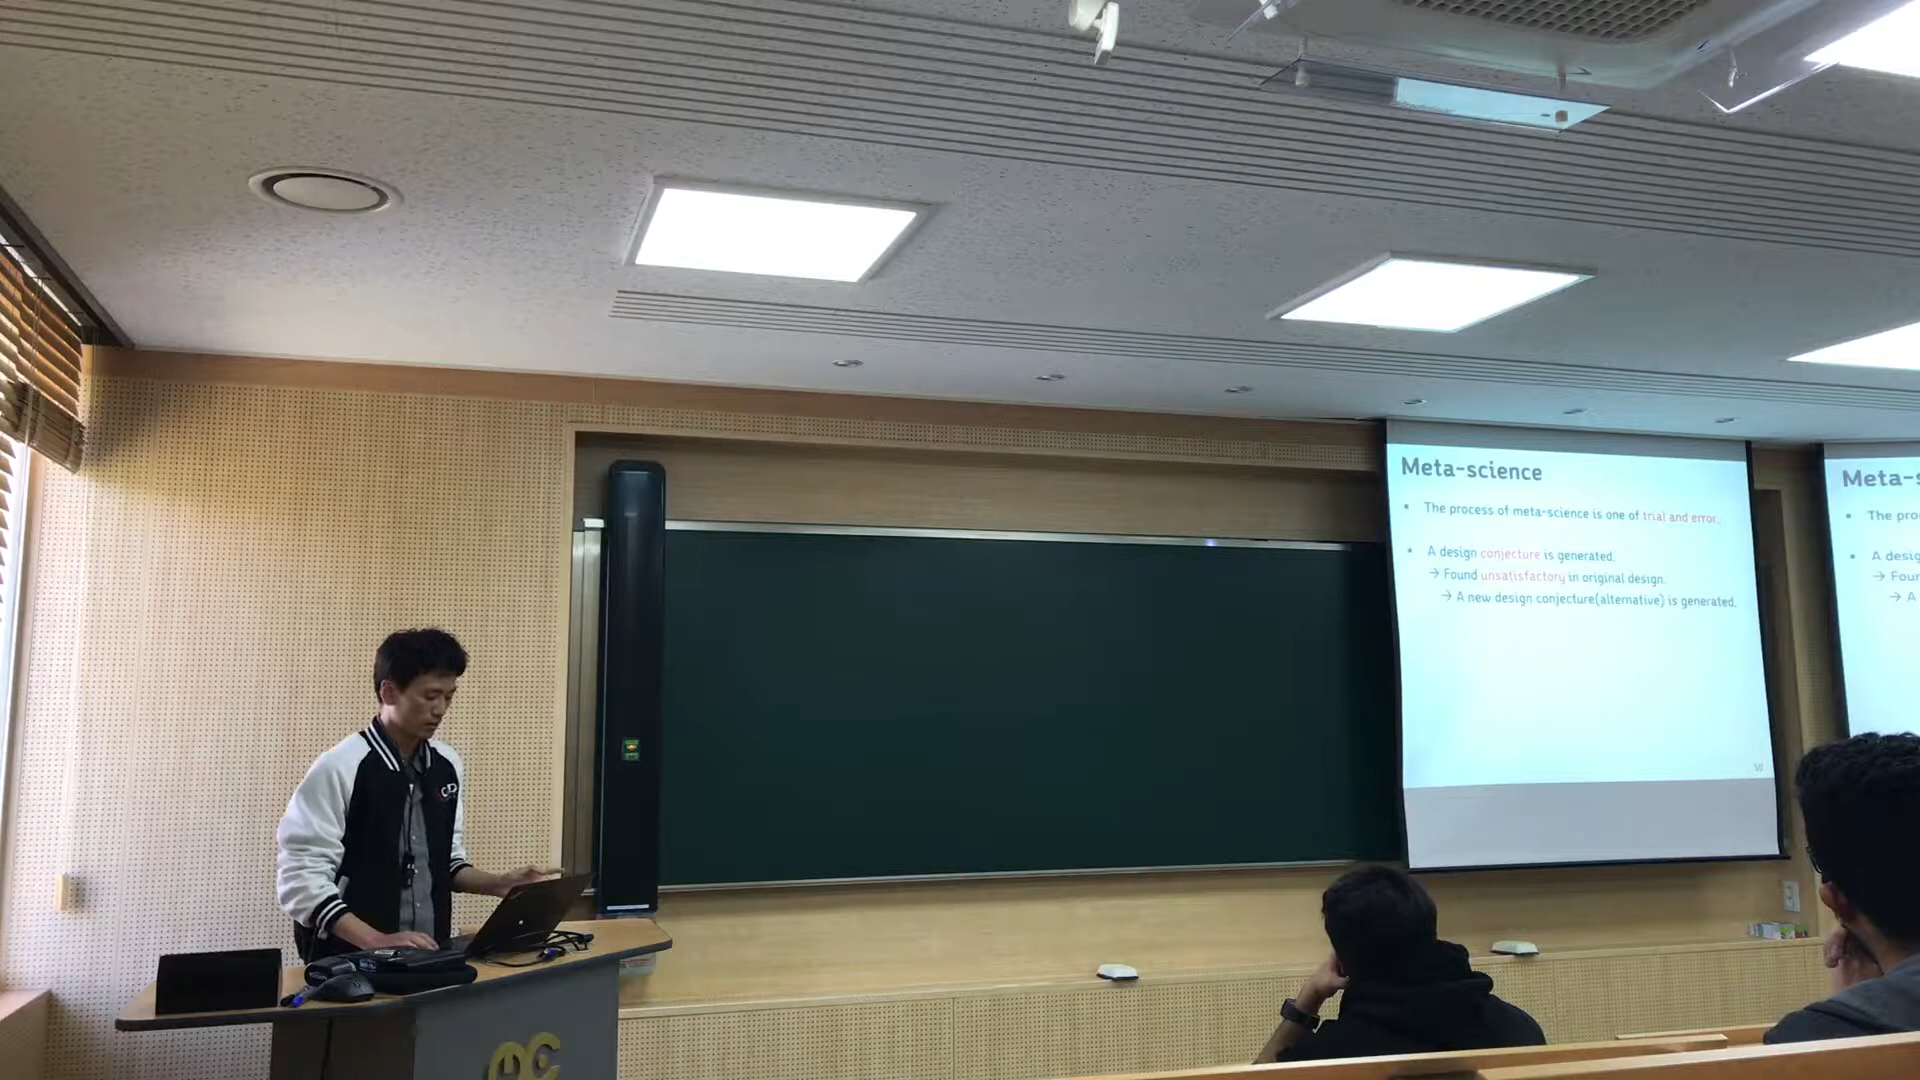 Meta-science
▪ The process of meta-science is one of trial and error.
▪ A design conjecture is generated.
→ Found unsatisfactory in original design.
→ A new design conjecture(alternative) is generated.
Meta-s
▪ The pro
▪ A desig
→ Foun
→ A